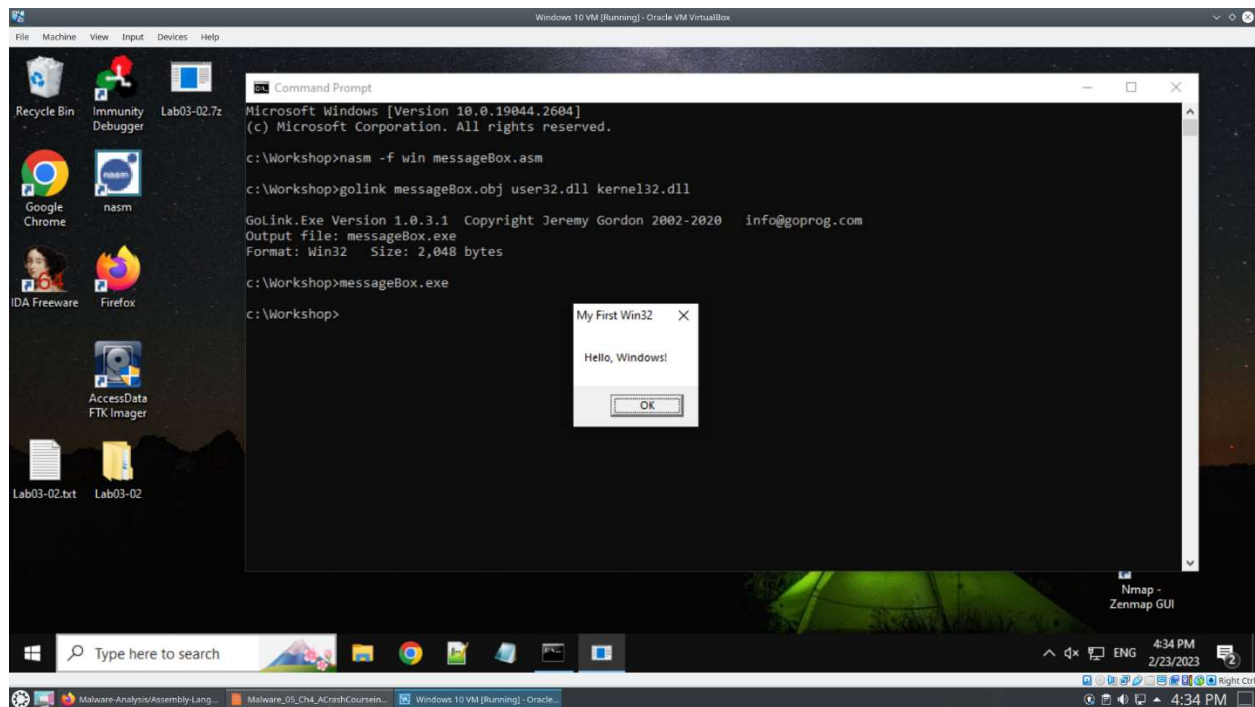 Windows 10 VM [Running] - Oracle VM VirtualBox
File Machine View Input Devices Help
Recycle Bin
Immunity
Debugger
Lab03-02.7z
Google
Chrome
nasm
nasm
64
IDA Freeware
Firefox
AccessData
FTK Imager
Lab03-02.txt
Lab03-02
Command Prompt
Microsoft Windows [Version 10.0.19044.2604]
(c) Microsoft Corporation. All rights reserved.
c:\Workshop>nasm -f win messageBox.asm
c:\Workshop>golink messageBox.obj user32.dll kernel32.dll
GoLink.Exe Version 1.0.3.1 Copyright Jeremy Gordon 2002-2020 info@goprog.com
Output file: messageBox.exe
Format: Win32 Size: 2,048 bytes
c:\Workshop>messageBox.exe
c:\Workshop>
My First Win32
Hello, Windows!
OK
Nmap -
Zenmap GUI
Type here to search
ENG
4:34 PM
2/23/2023
2
Right Ctrl
Malware-Analysis/Assembly-Lang...
Malware_05_Ch4_ACrashCoursein...
Windows 10 VM [Running] - Oracle...
4:34 PM